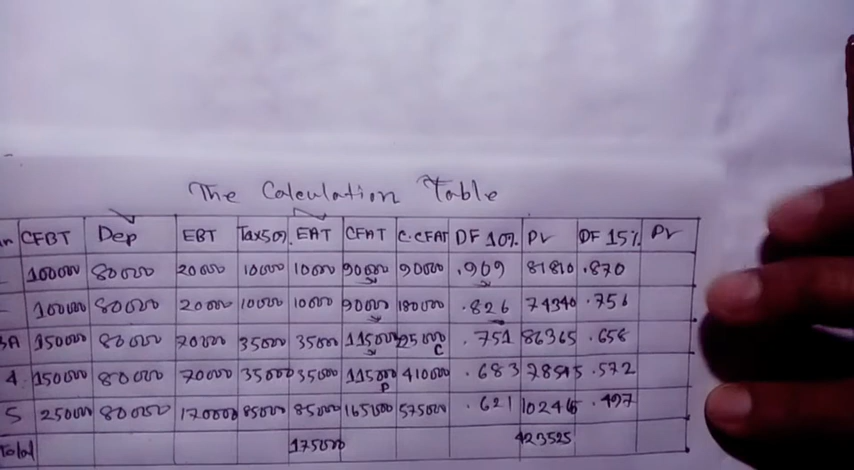 The Calculation Table
CFBT Dep EBT Tax50% EAT CFAT C.CFAT DF 10% PV DF 15% PV
100000 80000 20000 10000 10000 90000 90000 .909 81810 .870
100000 80000 20000 10000 10000 90000 180000 .826 74340 .756
3A 150000 80000 70000 35000 35000 115000 C .751 86365 .658
4 150000 80000 70000 35000 35000 115000 P 410000 .683 78545 .572
5 250000 80000 170000 85000 85000 165000 575000 .621 102465 .497
Total 175000 423525